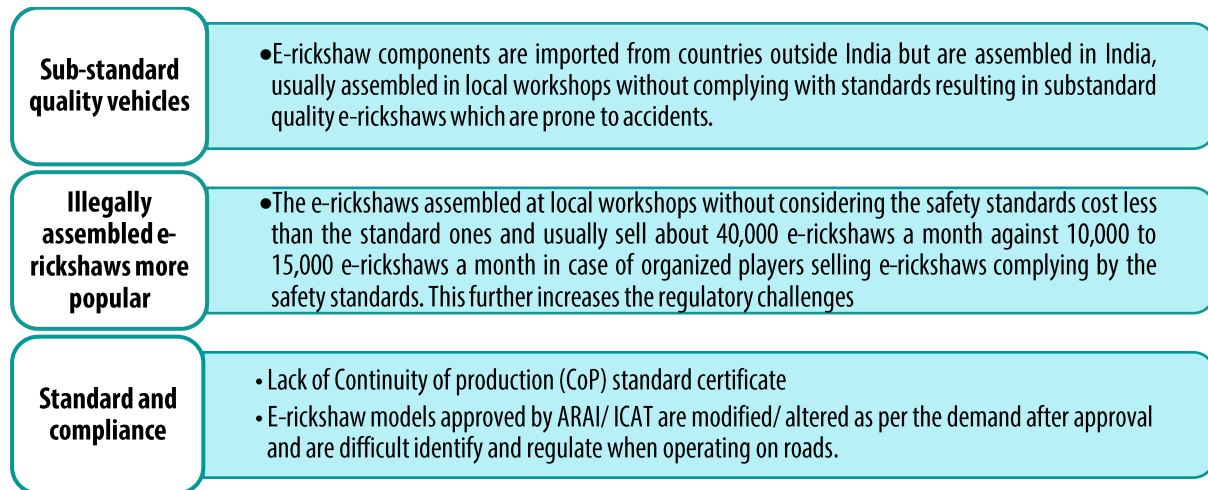 Sub-standard
quality vehicles
•E-rickshaw components are imported from countries outside India but are assembled in India,
usually assembled in local workshops without complying with standards resulting in substandard
quality e-rickshaws which are prone to accidents.
Illegally
assembled e-
rickshaws more
popular
•The e-rickshaws assembled at local workshops without considering the safety standards cost less
than the standard ones and usually sell about 40,000 e-rickshaws a month against 10,000 to
15,000 e-rickshaws a month in case of organized players selling e-rickshaws complying by the
safety standards. This further increases the regulatory challenges
Standard and
compliance
• Lack of Continuity of production (CoP) standard certificate
• E-rickshaw models approved by ARAI/ ICAT are modified/ altered as per the demand after approval
and are difficult identify and regulate when operating on roads.